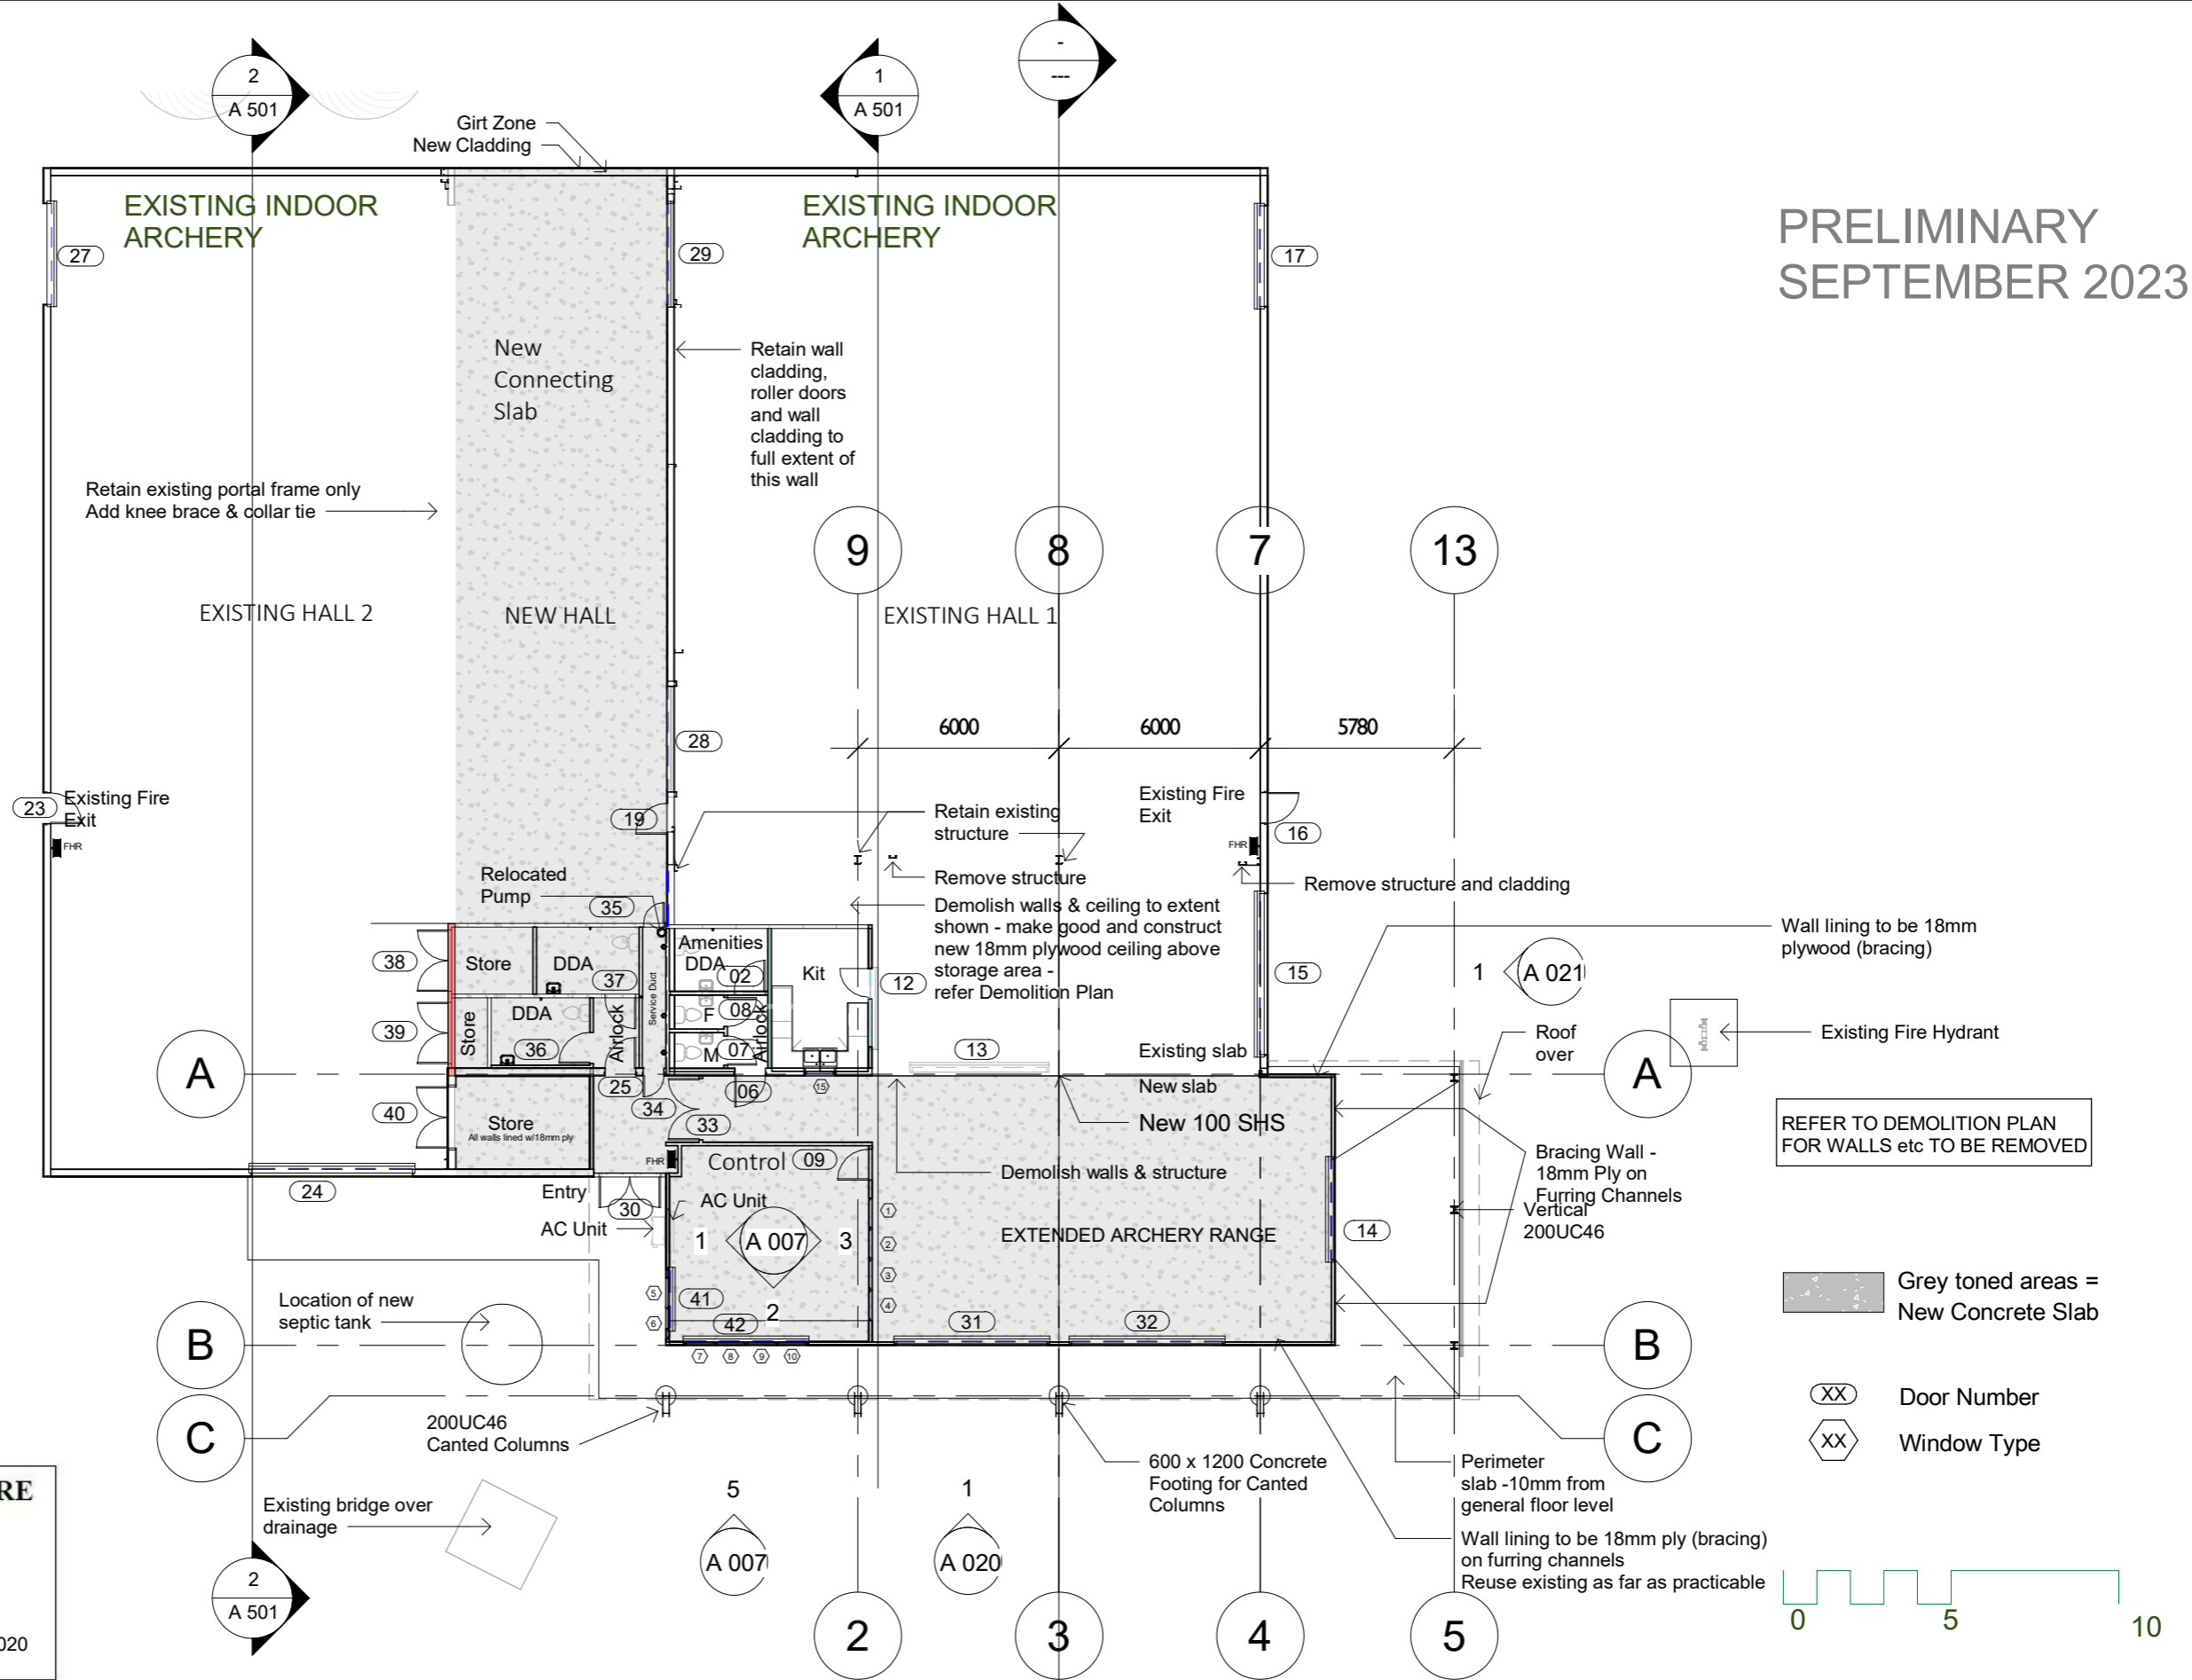 2
A 501
1
A 501
-
---
Girt Zone
New Cladding
EXISTING INDOOR
ARCHERY
EXISTING INDOOR
ARCHERY
PRELIMINARY
SEPTEMBER 2023
27
29
17
New
Connecting
Slab
Retain wall
cladding,
roller doors
and wall
cladding to
full extent of
this wall
Retain existing portal frame only
Add knee brace & collar tie
9
8
7
13
EXISTING HALL 2
NEW HALL
EXISTING HALL 1
6000
6000
5780
28
23
Existing Fire
Exit
FHR
19
Retain existing
structure
Existing Fire
Exit
16
FHR
Relocated
Pump
35
Remove structure
Remove structure and cladding
Demolish walls & ceiling to extent
shown - make good and construct
new 18mm plywood ceiling above
storage area -
refer Demolition Plan
Wall lining to be 18mm
plywood (bracing)
38
Store
DDA
37
Service Duct
Amenities
DDA
02
Kit
12
15
1
A 021
39
Store
DDA
36
Airlock
F
08
M
07
Airlock
13
Existing slab
Roof
over
Existing Fire Hydrant
A
A
25
34
06
15
New slab
40
Store
All walls lined w/18mm ply
33
New 100 SHS
REFER TO DEMOLITION PLAN
FOR WALLS etc TO BE REMOVED
FHR
Control
09
Demolish walls & structure
Bracing Wall -
18mm Ply on
Furring Channels
Vertical
200UC46
24
Entry
30
AC Unit
AC Unit
1
A 007
3
2
1
2
3
4
EXTENDED ARCHERY RANGE
14
Grey toned areas =
New Concrete Slab
Location of new
septic tank
5
6
41
42
31
32
B
B
7
8
9
10
XX
Door Number
C
C
200UC46
Canted Columns
XX
Window Type
600 x 1200 Concrete
Footing for Canted
Columns
Perimeter
slab -10mm from
general floor level
RE
Existing bridge over
drainage
5
A 007
1
A 020
Wall lining to be 18mm ply (bracing)
on furring channels
Reuse existing as far as practicable
2
A 501
2
3
4
5
0
5
10
020